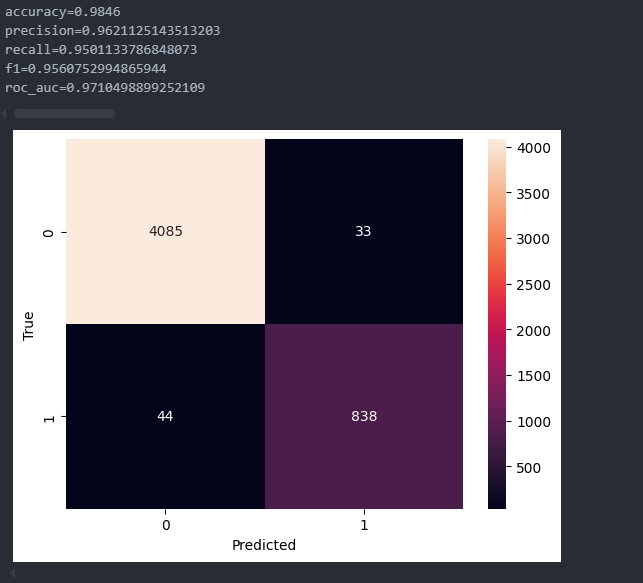 accuracy=0.9846
precision=0.9621125143513203
recall=0.9501133786848073
f1=0.9560752994865944
roc_auc=0.9710498899252109
4000
3500
3000
2500
2000
1500
1000
500
0
4085
33
True
1
44
838
0
1
Predicted